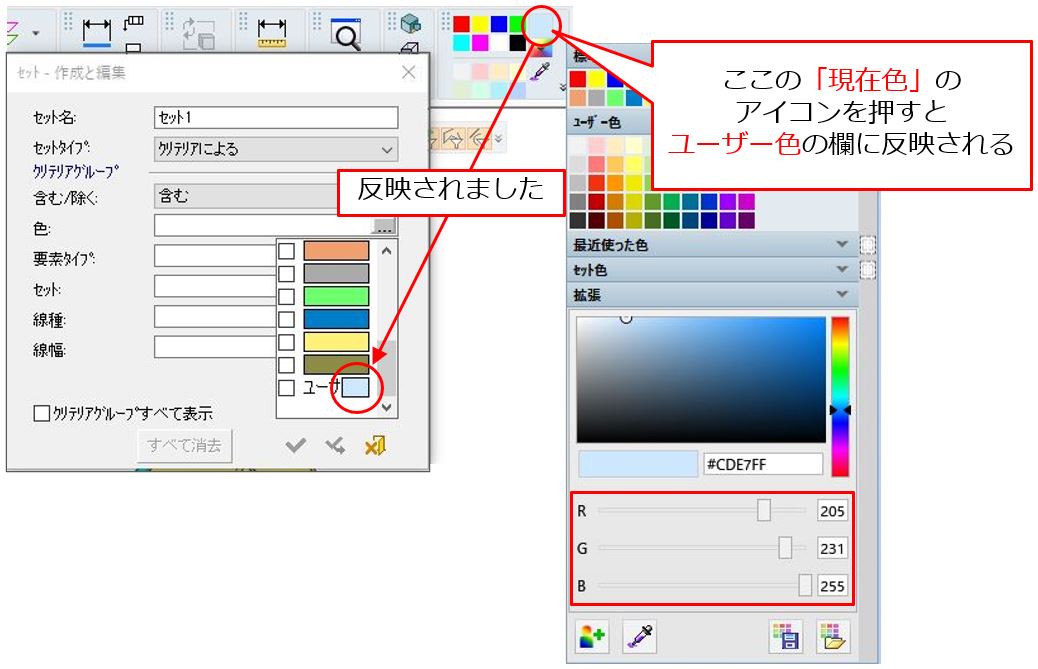 セット - 作成と編集
セット名:
セット1
セットタイプ:
クリテリアによる
クリテリアグループ
含む/除く:
含む
色:
...
要素タイプ:
セット:
線種:
線幅:
ユーザ
クリテリアグループすべて表示
すべて消去
反映されました
ここの「現在色」の
アイコンを押すと
ユーザー色の欄に反映される
ユーザー色
最近使った色
セット色
拡張
#CDE7FF
R
205
G
231
B
255